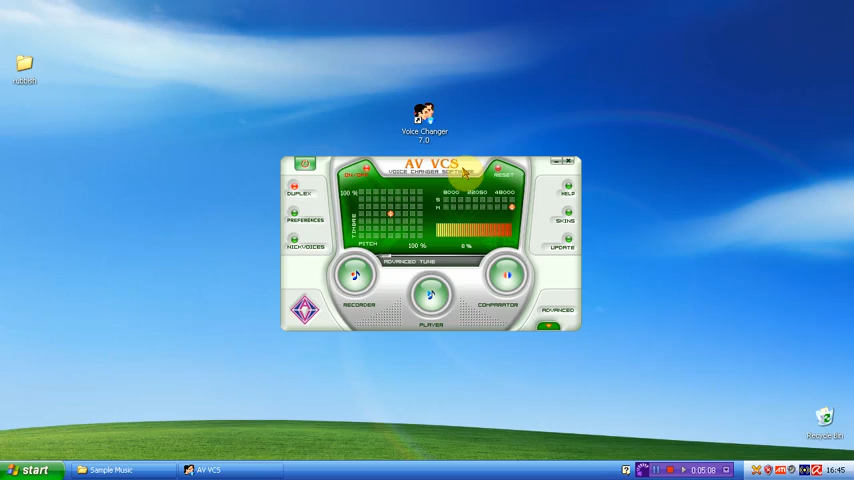 rubbish
Voice Changer
7.0
AV VCS
VOICE CHANGER SOFTWARE
ON/OFF
RESET
100 %
8000 22050 48000
S
H
DUPLEX
HELP
PREFERENCES
SKINS
TIMBRE
NICKVOICES
UPDATE
PITCH 100 % 0 %
ADVANCED TUNE
RECORDER
COMPARATOR
ADVANCED
PLAYER
Recycle Bin
start
Sample Music
AV VCS
0:05:08
ATI
16:45